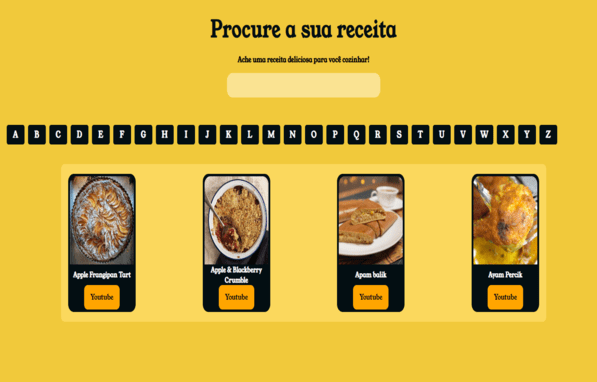 Procure a sua receita
Ache uma receita deliciosa para você cozinhar!
A B C D E F G H I J K L M N O P Q R S T U V W X Y Z
Apple Frangipan Tart
Youtube
Apple & Blackberry
Crumble
Youtube
Apam balik
Youtube
Ayam Percik
Youtube